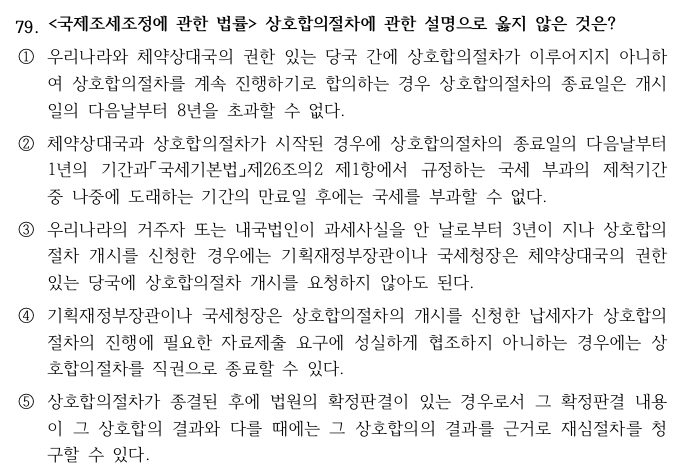 79. <국제조세조정에 관한 법률> 상호합의절차에 관한 설명으로 옳지 않은 것은?
① 우리나라와 체약상대국의 권한 있는 당국 간에 상호합의절차가 이루어지지 아니하
여 상호합의절차를 계속 진행하기로 합의하는 경우 상호합의절차의 종료일은 개시
일의 다음날부터 8년을 초과할 수 없다.
② 체약상대국과 상호합의절차가 시작된 경우에 상호합의절차의 종료일의 다음날부터
1년의 기간과「국세기본법」제26조의2 제1항에서 규정하는 국세 부과의 제척기간
중 나중에 도래하는 기간의 만료일 후에는 국세를 부과할 수 없다.
③ 우리나라의 거주자 또는 내국법인이 과세사실을 안 날로부터 3년이 지나 상호합의
절차 개시를 신청한 경우에는 기획재정부장관이나 국세청장은 체약상대국의 권한
있는 당국에 상호합의절차 개시를 요청하지 않아도 된다.
④ 기획재정부장관이나 국세청장은 상호합의절차의 개시를 신청한 납세자가 상호합의
절차의 진행에 필요한 자료제출 요구에 성실하게 협조하지 아니하는 경우에는 상
호합의절차를 직권으로 종료할 수 있다.
⑤ 상호합의절차가 종결된 후에 법원의 확정판결이 있는 경우로서 그 확정판결 내용
이 그 상호합의 결과와 다를 때에는 그 상호합의의 결과를 근거로 재심절차를 청
구할 수 있다.